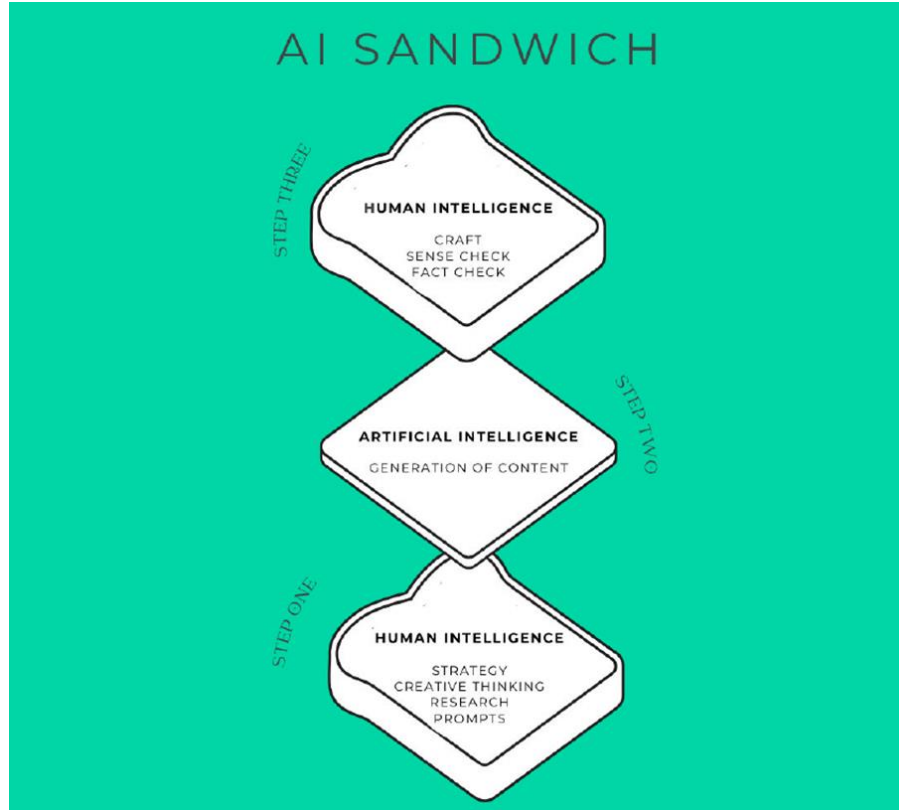 AI SANDWICH
STEP THREE
HUMAN INTELLIGENCE
CRAFT
SENSE CHECK
FACT CHECK
STEP TWO
ARTIFICIAL INTELLIGENCE
GENERATION OF CONTENT
STEP ONE
HUMAN INTELLIGENCE
STRATEGY
CREATIVE THINKING
RESEARCH
PROMPTS